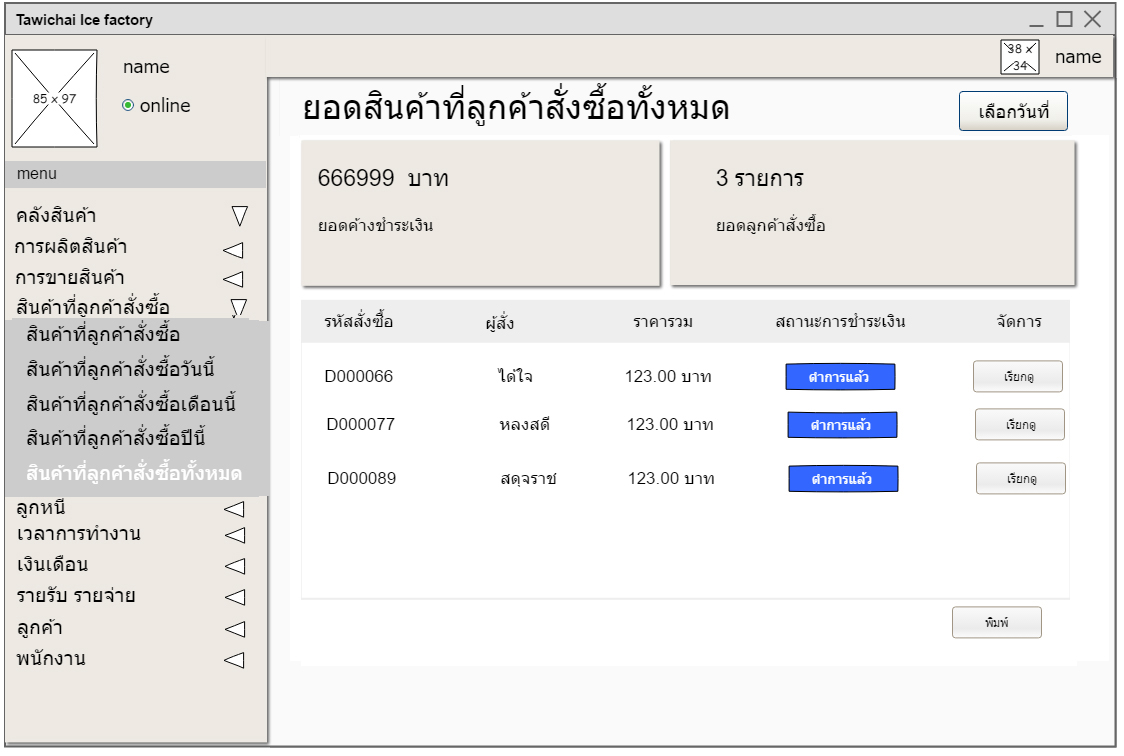 Tawichai Ice factory
38 x 34
name
85 x 97
name
online
menu
คลังสินค้า
การผลิตสินค้า
การขายสินค้า
สินค้าที่ลูกค้าสั่งซื้อ
สินค้าที่ลูกค้าสั่งซื้อ
สินค้าที่ลูกค้าสั่งซื้อวันนี้
สินค้าที่ลูกค้าสั่งซื้อเดือนนี้
สินค้าที่ลูกค้าสั่งซื้อปีนี้
สินค้าที่ลูกค้าสั่งซื้อทั้งหมด
ลูกหนี
เวลาการทำงาน
เงินเดือน
รายรับ รายจ่าย
ลูกค้า
พนักงาน
ยอดสินค้าที่ลูกค้าสั่งซื้อทั้งหมด
เลือกวันที่
666999 บาท
ยอดค้างชำระเงิน
3 รายการ
ยอดลูกค้าสั่งซื้อ
รหัสสั่งซื้อ ผู้สั่ง ราคารวม สถานะการชำระเงิน จัดการ
D000066 ได้ใจ 123.00 บาท ศำการแล้ว เรียกดู
D000077 หลงสดี 123.00 บาท ศำการแล้ว เรียกดู
D000089 สดุจราช 123.00 บาท ศำการแล้ว เรียกดู
พิมพ์